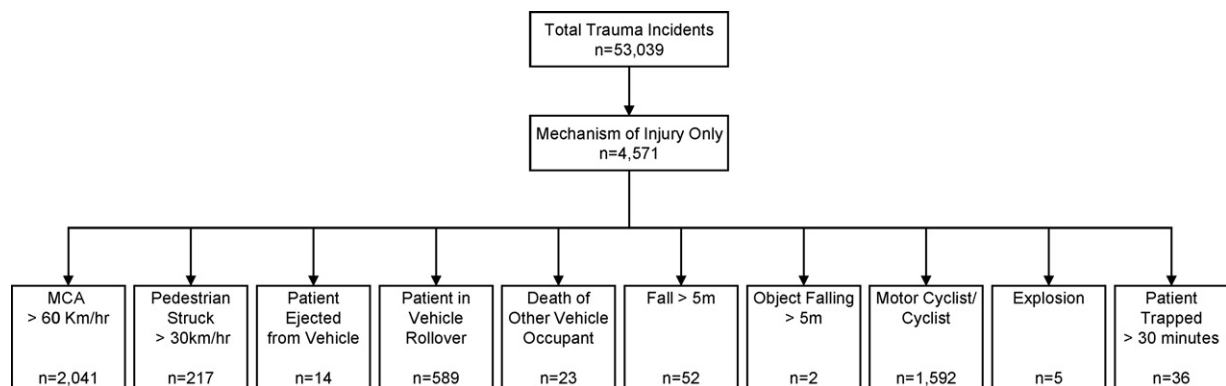 Total Trauma Incidents
n=53,039
Mechanism of Injury Only
n=4,571
MCA
> 60 Km/hr
n=2,041
Pedestrian
Struck
> 30km/hr
n=217
Patient
Ejected
from Vehicle
n=14
Patient in
Vehicle
Rollover
n=589
Death of
Other Vehicle
Occupant
n=23
Fall > 5m
n=52
Object Falling
> 5m
n=2
Motor Cyclist/
Cyclist
n=1,592
Explosion
n=5
Patient
Trapped
> 30 minutes
n=36